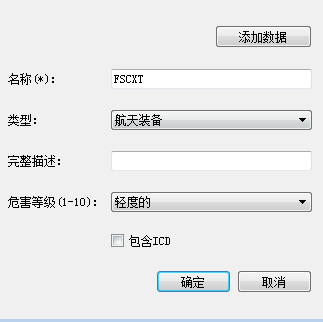 添加数据
名称(*): FSCXT
类型: 航天装备
完整描述:
危害等级(1-10): 轻度的
包含ICD
确定 取消